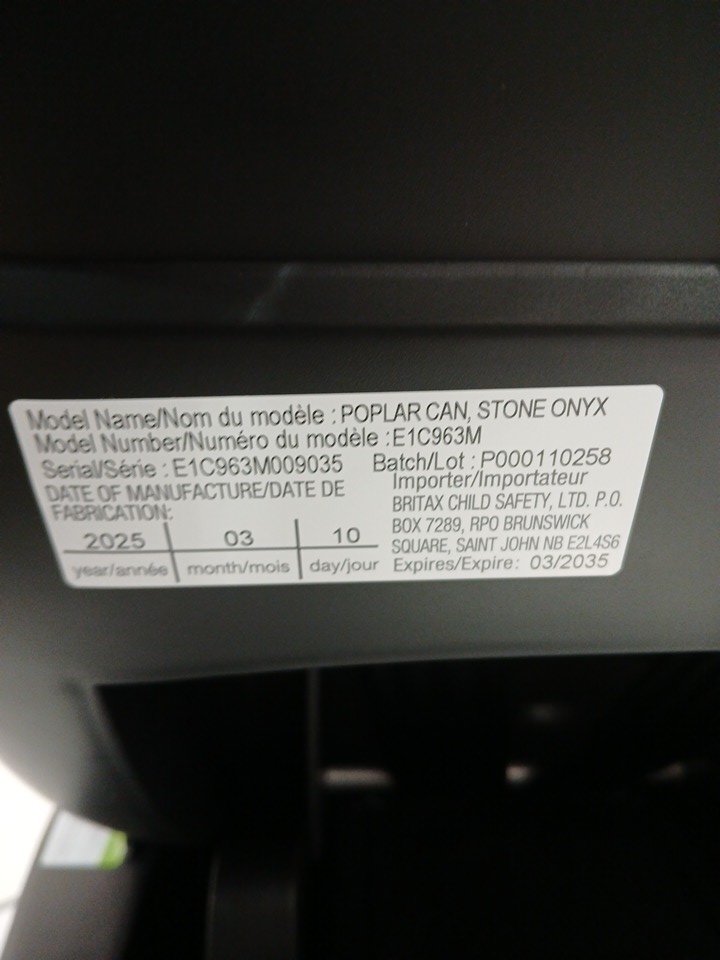 Model Name/Nom du modèle : POPLAR CAN, STONE ONYX
Model Number/Numéro du modèle :E1C963M
Serial/Série : E1C963M009035 Batch/Lot : P000110258
DATE OF MANUFACTURE/DATE DE
FABRICATION:
2025 03 10
year/année month/mois day/jour
Importer/Importateur
BRITAX CHILD SAFETY, LTD. P.O.
BOX 7289, RPO BRUNSWICK
SQUARE, SAINT JOHN NB E2L4S6
Expires/Expire: 03/2035